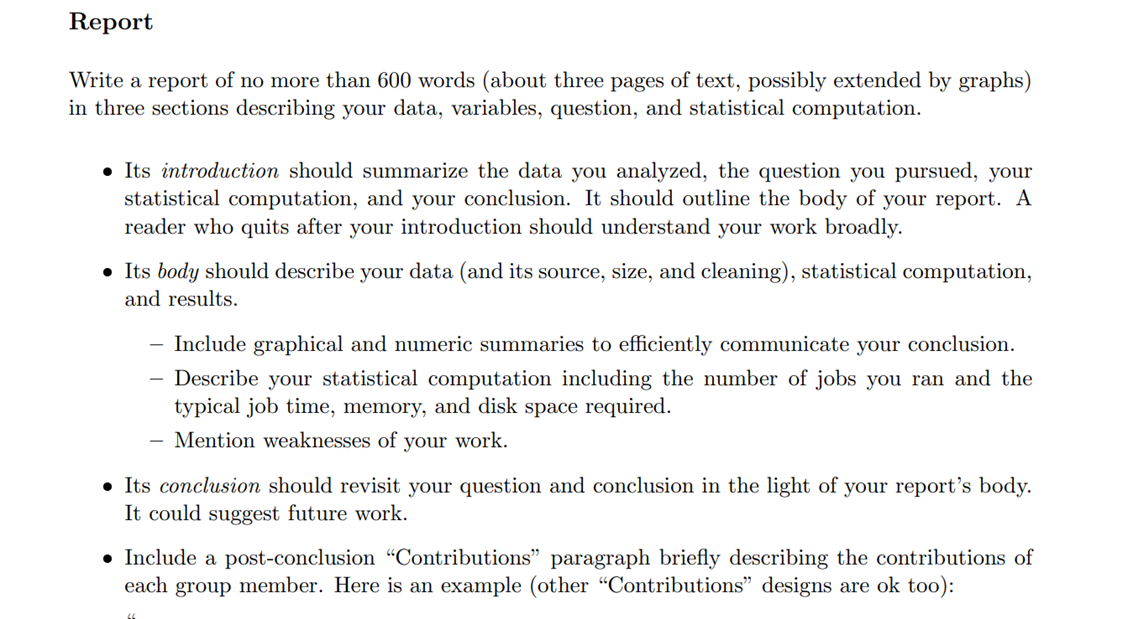 Report
Write a report of no more than 600 words (about three pages of text, possibly extended by graphs)
in three sections describing your data, variables, question, and statistical computation.
• Its introduction should summarize the data you analyzed, the question you pursued, your
statistical computation, and your conclusion. It should outline the body of your report. A
reader who quits after your introduction should understand your work broadly.
• Its body should describe your data (and its source, size, and cleaning), statistical computation,
and results.
– Include graphical and numeric summaries to efficiently communicate your conclusion.
– Describe your statistical computation including the number of jobs you ran and the
typical job time, memory, and disk space required.
– Mention weaknesses of your work.
• Its conclusion should revisit your question and conclusion in the light of your report’s body.
It could suggest future work.
• Include a post-conclusion “Contributions” paragraph briefly describing the contributions of
each group member. Here is an example (other “Contributions” designs are ok too):
“